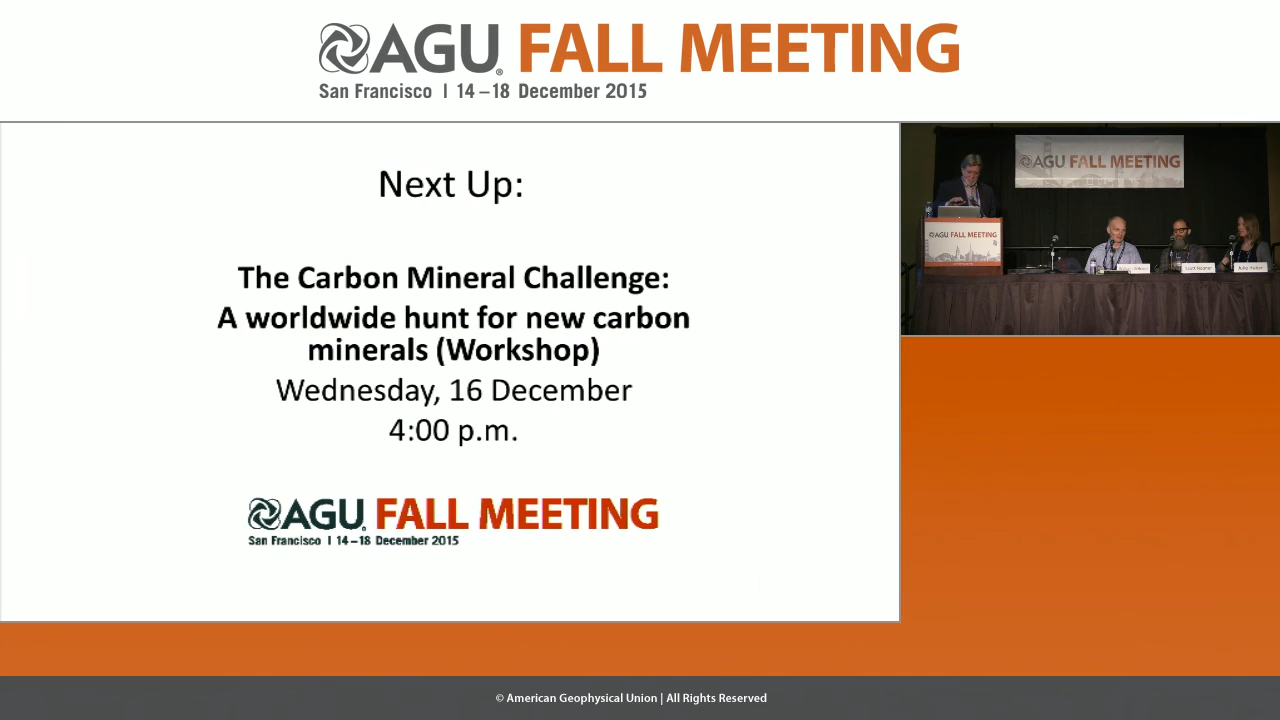 AGU® FALL MEETING
San Francisco | 14–18 December 2015
Next Up:
The Carbon Mineral Challenge:
A worldwide hunt for new carbon
minerals (Workshop)
Wednesday, 16 December
4:00 p.m.
AGU® FALL MEETING
San Francisco | 14–18 December 2015
AGU FALL MEETING
AGU FALL MEETING
© American Geophysical Union | All Rights Reserved